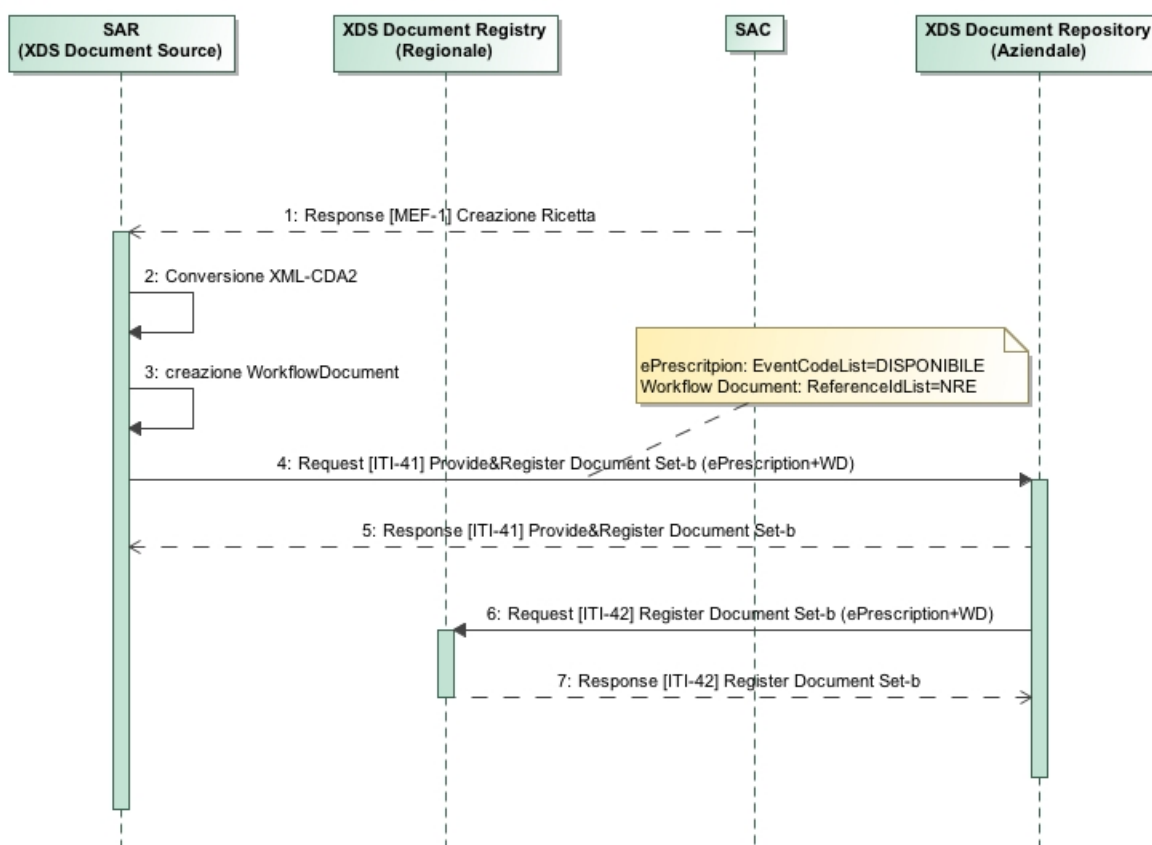 SAR
(XDS Document Source)
XDS Document Registry
(Regionale)
SAC
XDS Document Repository
(Aziendale)
1: Response [MEF-1] Creazione Ricetta
2: Conversione XML-CDA2
3: creazione WorkflowDocument
ePrescritpion: EventCodeList=DISPONIBILE
Workflow Document: ReferenceIdList=NRE
4: Request [ITI-41] Provide&Register Document Set-b (ePrescription+WD)
5: Response [ITI-41] Provide&Register Document Set-b
6: Request [ITI-42] Register Document Set-b (ePrescription+WD)
7: Response [ITI-42] Register Document Set-b